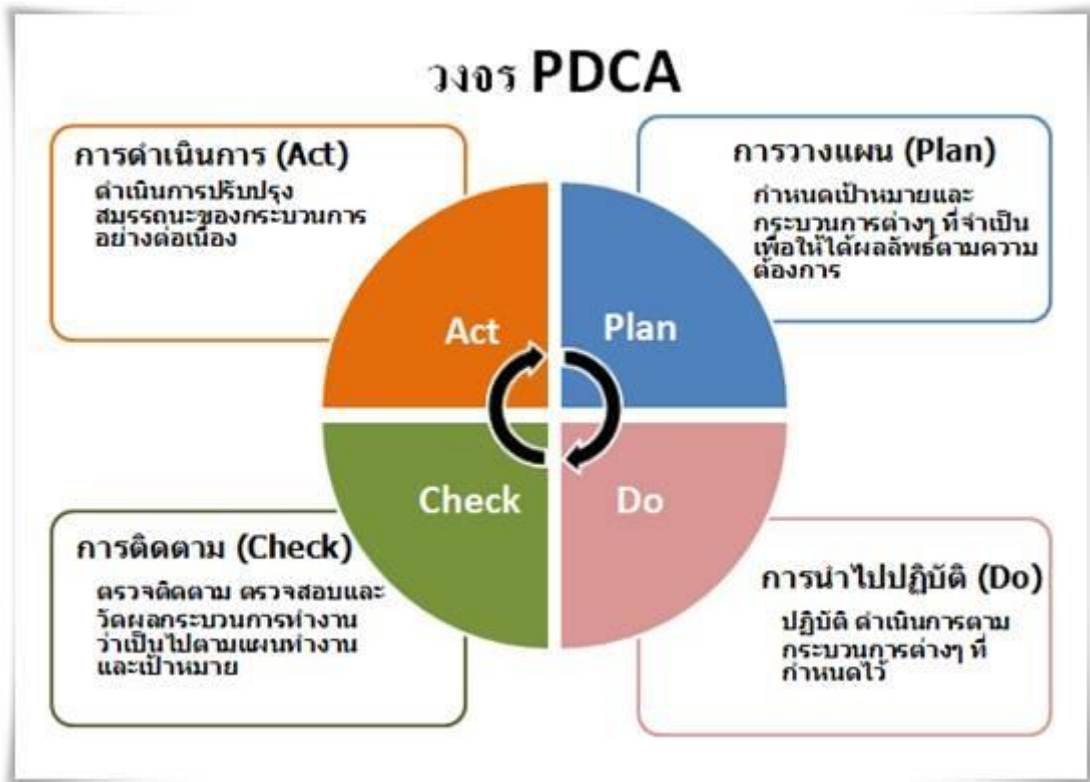 วงจร PDCA
การดำเนินการ (Act)
ดำเนินการปรับปรุง
สมรรถนะของกระบวนการ
อย่างต่อเนื่อง
การวางแผน (Plan)
กำหนดเป้าหมายและ
กระบวนการต่างๆ ที่จำเป็น
เพื่อให้ได้ผลลัพธ์ตามความ
ต้องการ
Act
Plan
Check
Do
การติดตาม (Check)
ตรวจติดตาม ตรวจสอบและ
วัดผลกระบวนการทำงาน
ว่าเป็นไปตามแผนทำงาน
และเป้าหมาย
การนำไปปฏิบัติ (Do)
ปฏิบัติ ดำเนินการตาม
กระบวนการต่างๆ ที่
กำหนดไว้